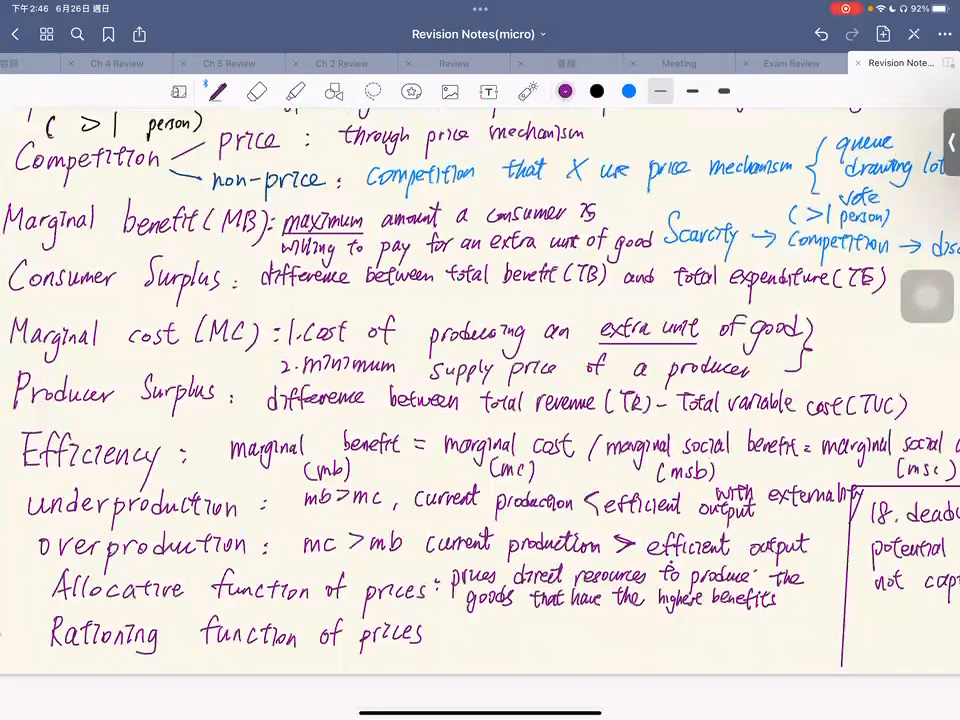 下午2:46 6月26日 週日
92%
Revision Notes(micro)
Ch 4 Review
Ch 5 Review
Ch 2 Review
Review
Meeting
Exam Review
Revision Note...
( >1 person)
Competition
price : through price mechanism
non-price : competition that X use price mechanism
queue
drawing lot
vote
Marginal benefit(MB): maximum amount a consumer is
willing to pay for an extra unit of good
( >1 person)
Scarcity → competition → disc
Consumer Surplus : difference between total benefit(TB) and total expenditure(TE)
Marginal cost (MC) : 1. cost of producing an extra unit of good
2. minimum supply price of a producer
Producer Surplus : difference between total revenue (TR) - Total variable cost(TVC)
Efficiency : marginal benefit = marginal cost / marginal social benefit = marginal social c
(mb) (mc) (msb) (msc)
underproduction : mb>mc, current production < efficient output with externality
overproduction : mc >mb current production > efficient output
Allocative function of prices : prices direct resources to produce the
goods that have the highest benefits
Rationing function of prices
18. deadw
potential
not cap